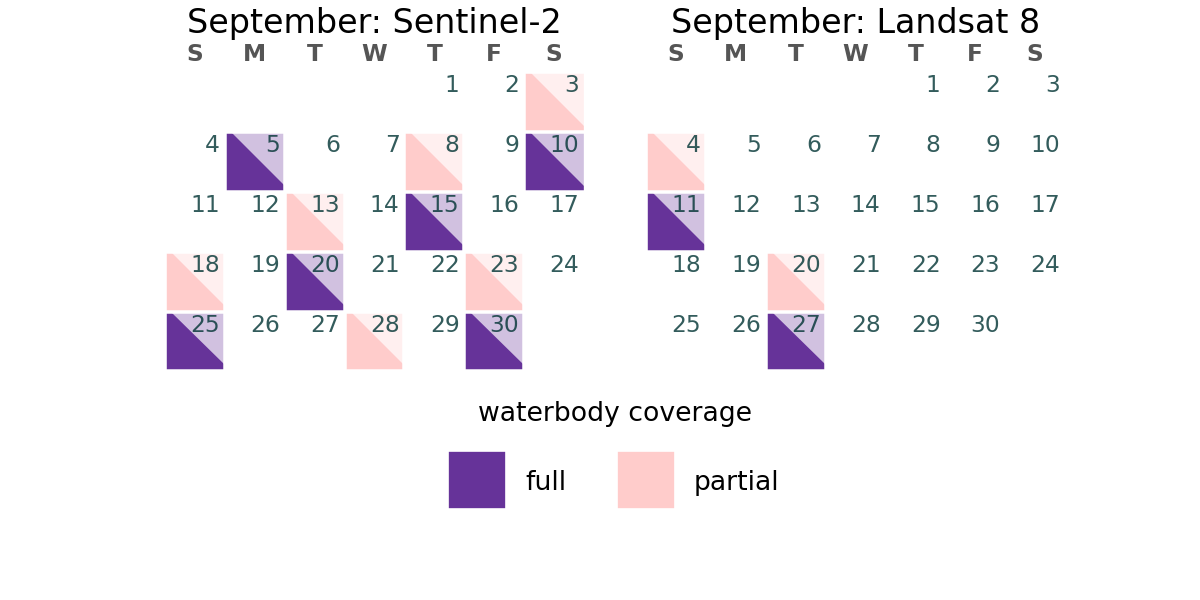 September: Sentinel-2
S M T W T F S
1 2 3
4 5 6 7 8 9 10
11 12 13 14 15 16 17
18 19 20 21 22 23 24
25 26 27 28 29 30
September: Landsat 8
S M T W T F S
1 2 3
4 5 6 7 8 9 10
11 12 13 14 15 16 17
18 19 20 21 22 23 24
25 26 27 28 29 30
waterbody coverage
full partial